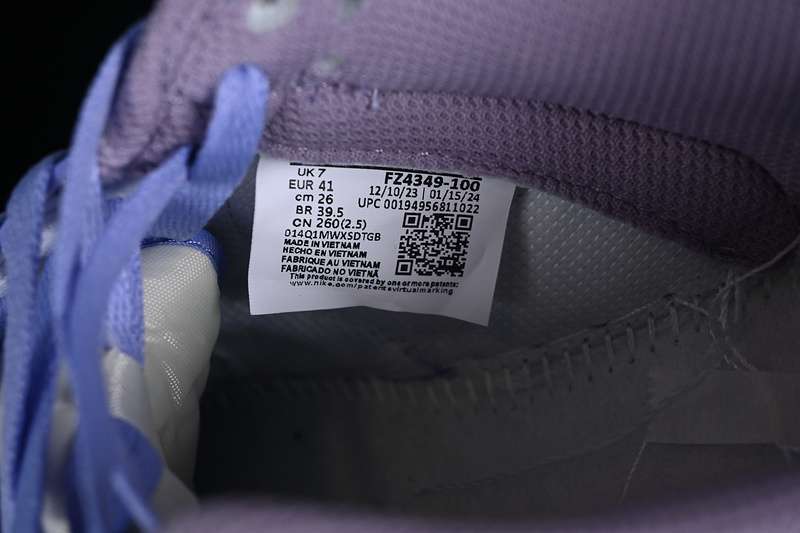 UK 7
EUR 41
cm 26
BR 39.5
CN 260(2.5)
014Q1MWXSDTGB
MADE IN VIETNAM
HECHO EN VIETNAM
FABRIQUE AU VIETNAM
FABRICADO NO VIETNÃ
FZ4349-100
12/10/23 | 01/15/24
UPC 00194956811022
This product is covered by one or more patents:
www.nike.com/patentsvirtualmarking